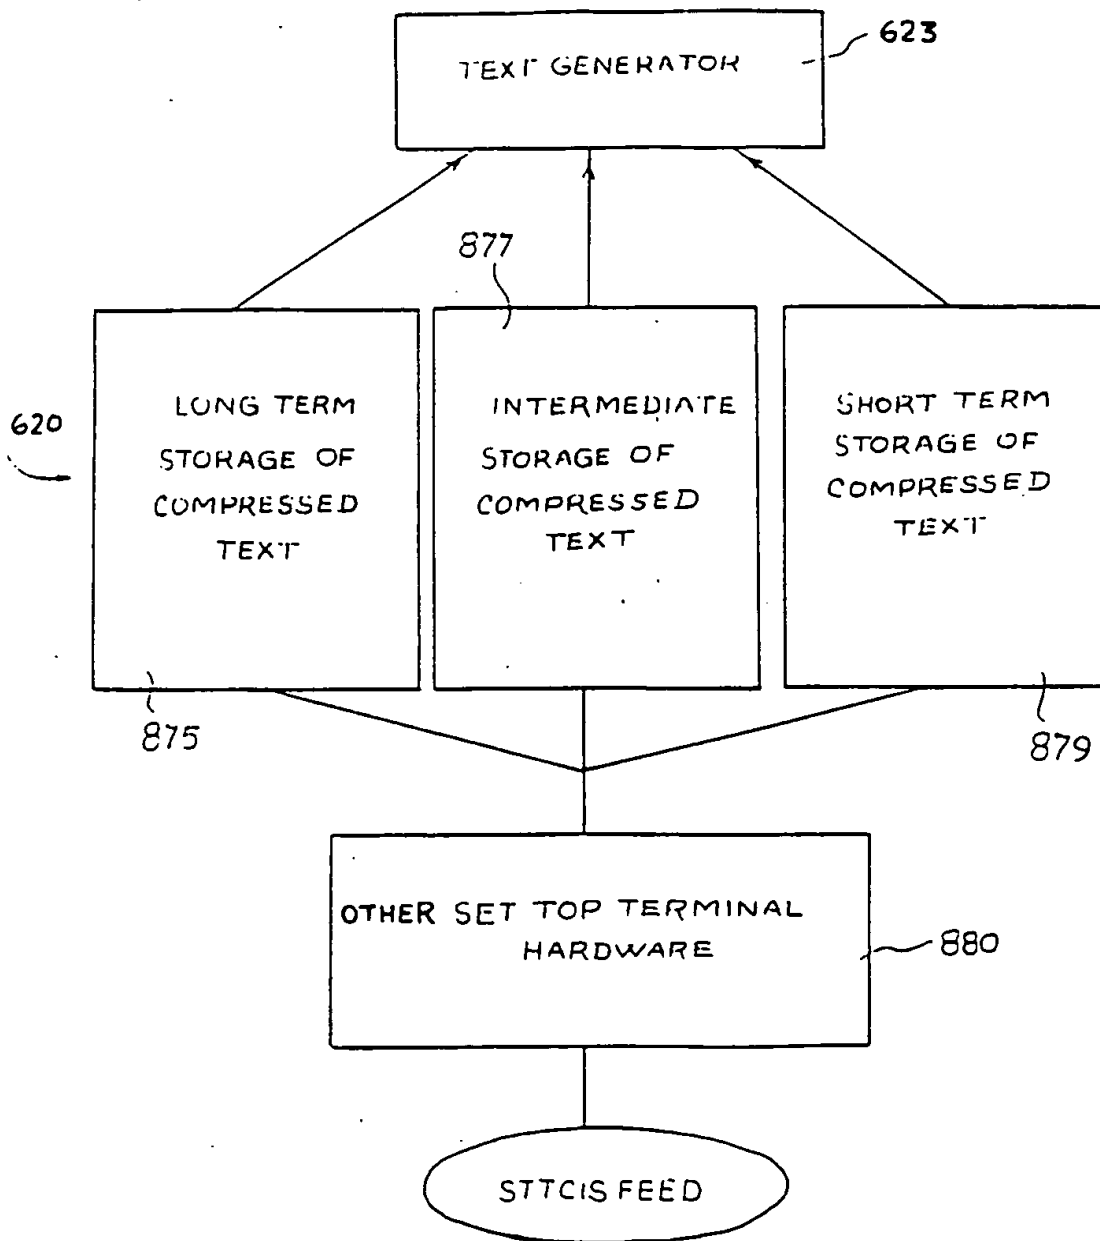 623
TEXT GENERATOR
877
620
LONG TERM
STORAGE OF
COMPRESSED
TEXT
INTERMEDIATE
STORAGE OF
COMPRESSED
TEXT
SHORT TERM
STORAGE OF
COMPRESSED
TEXT
875
879
OTHER SET TOP TERMINAL
HARDWARE
880
STTCIS FEED